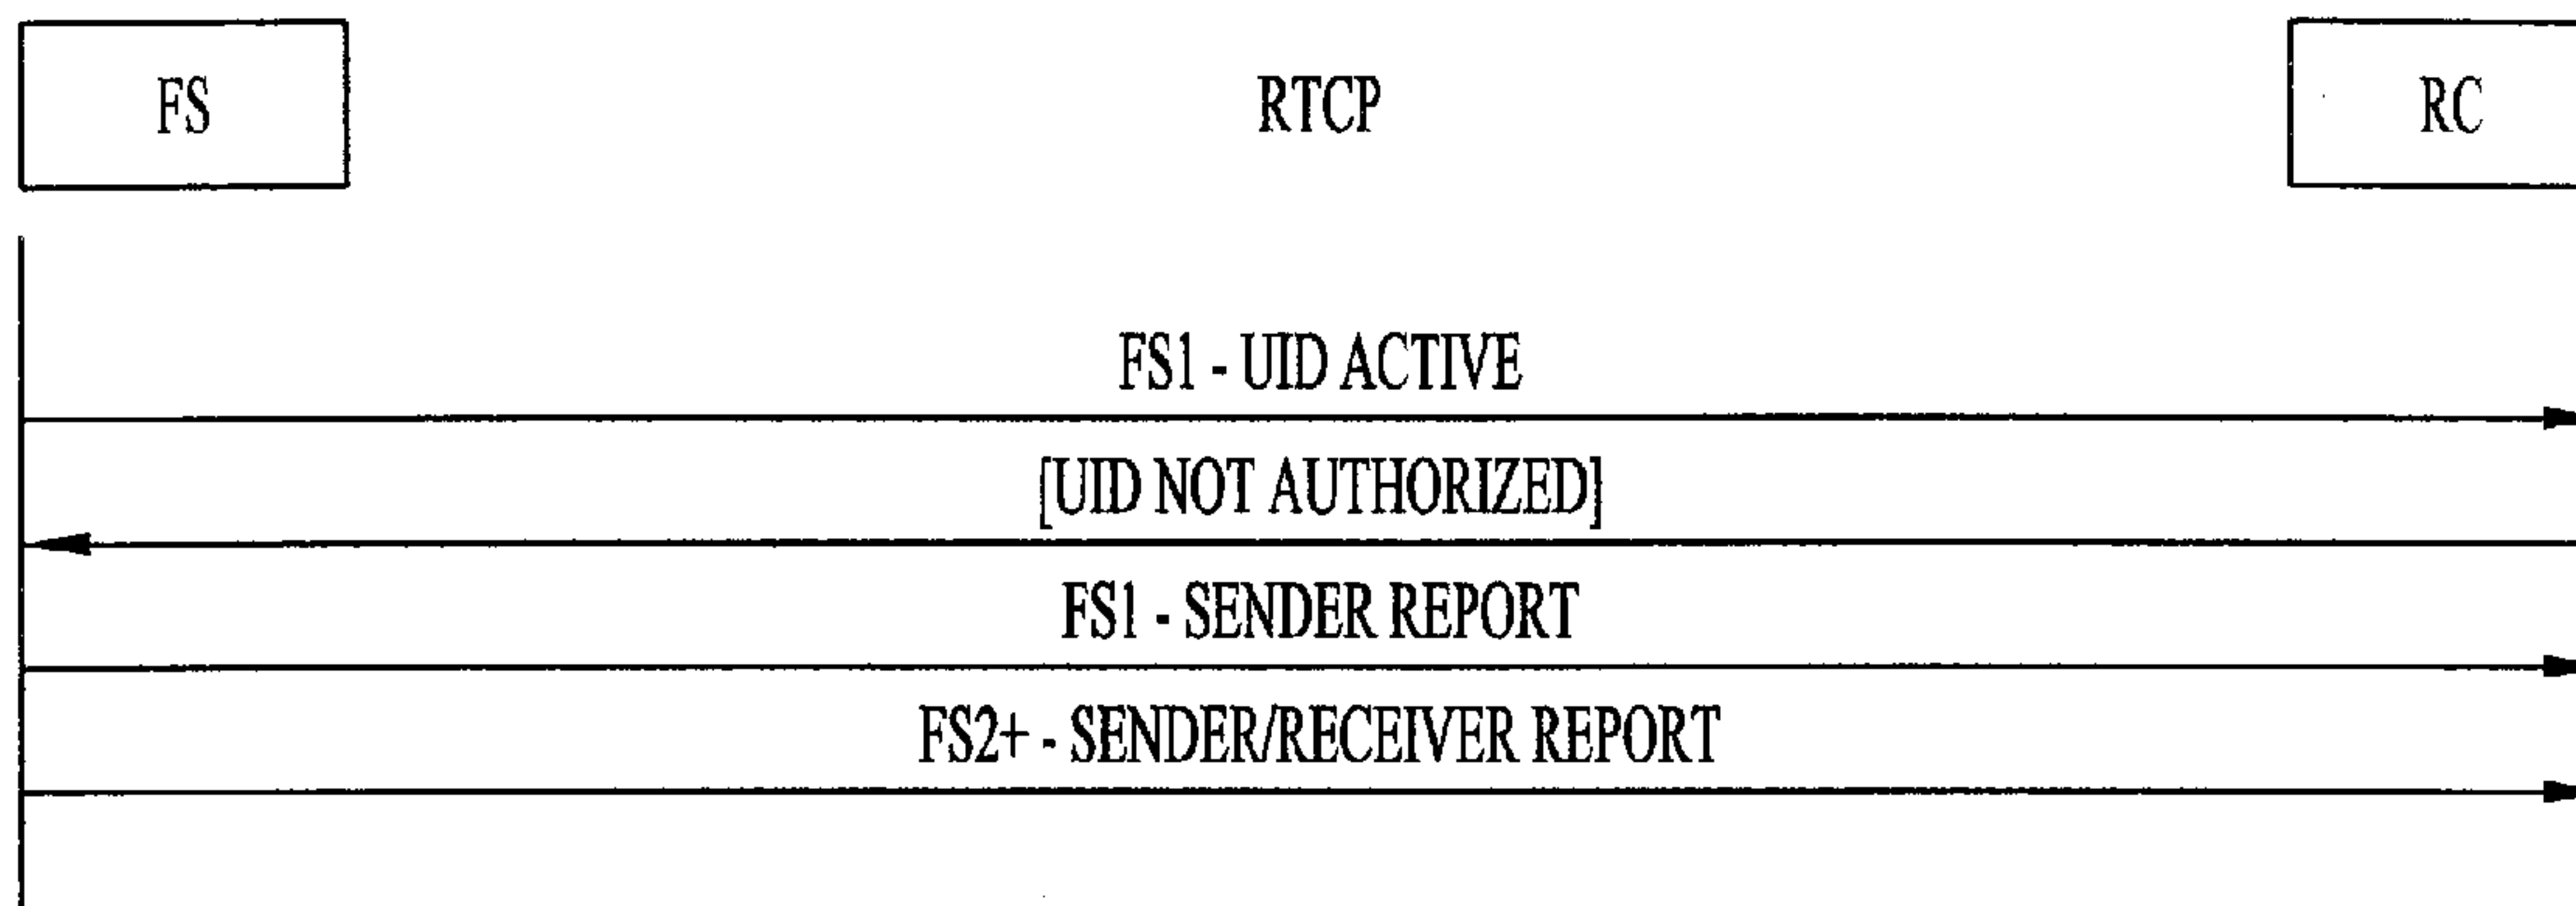 FS
RTCP
RC
FS1 - UID ACTIVE
[UID NOT AUTHORIZED]
FS1 - SENDER REPORT
FS2+ - SENDER/RECEIVER REPORT